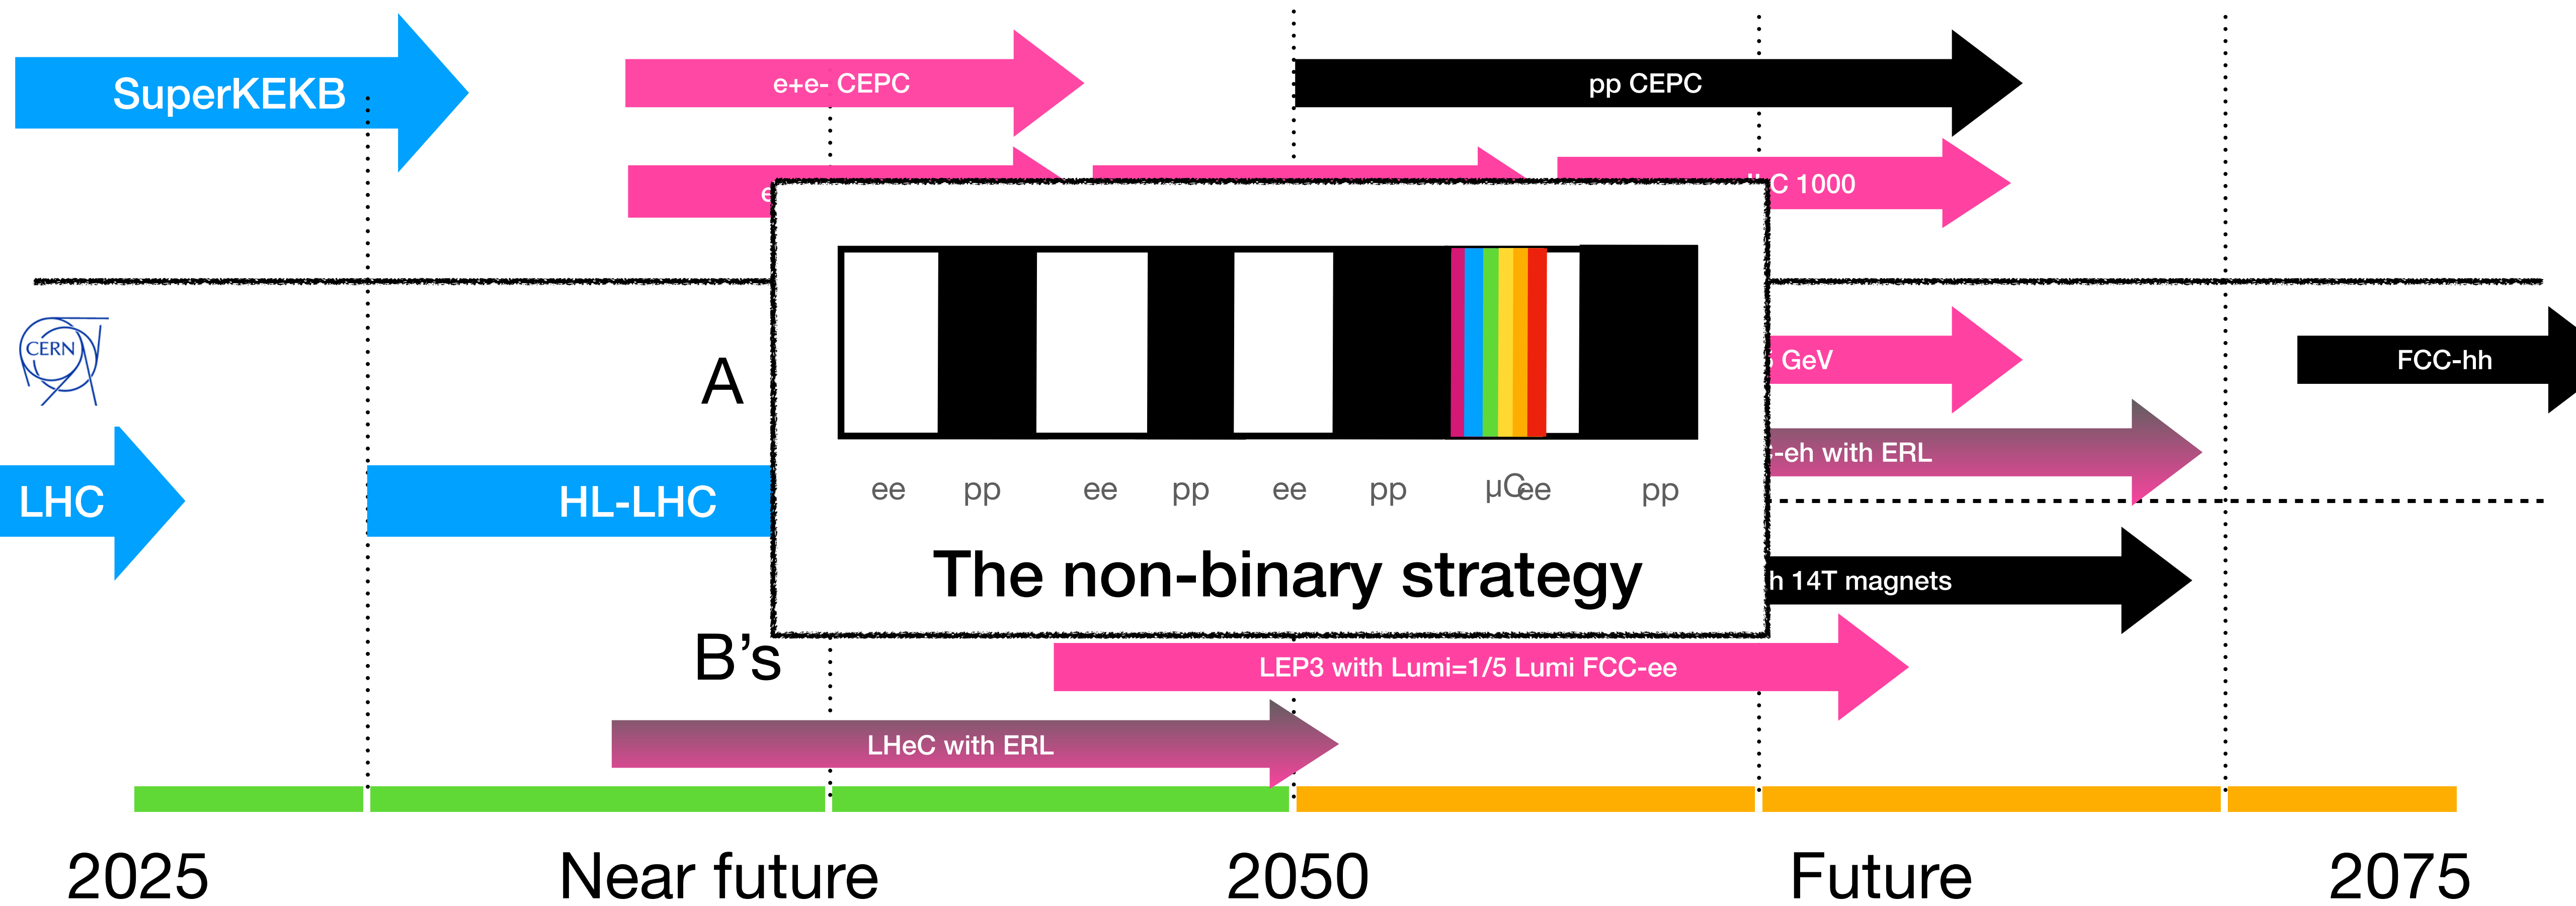 SuperKEKB
e+e- CEPC
pp CEPC
e
C 1000
CERN
A
GeV
FCC-hh
-eh with ERL
LHC
HL-LHC
ee pp ee pp ee pp µC ee pp
The non-binary strategy
h 14T magnets
B’s
LEP3 with Lumi=1/5 Lumi FCC-ee
LHeC with ERL
2025 Near future 2050 Future 2075